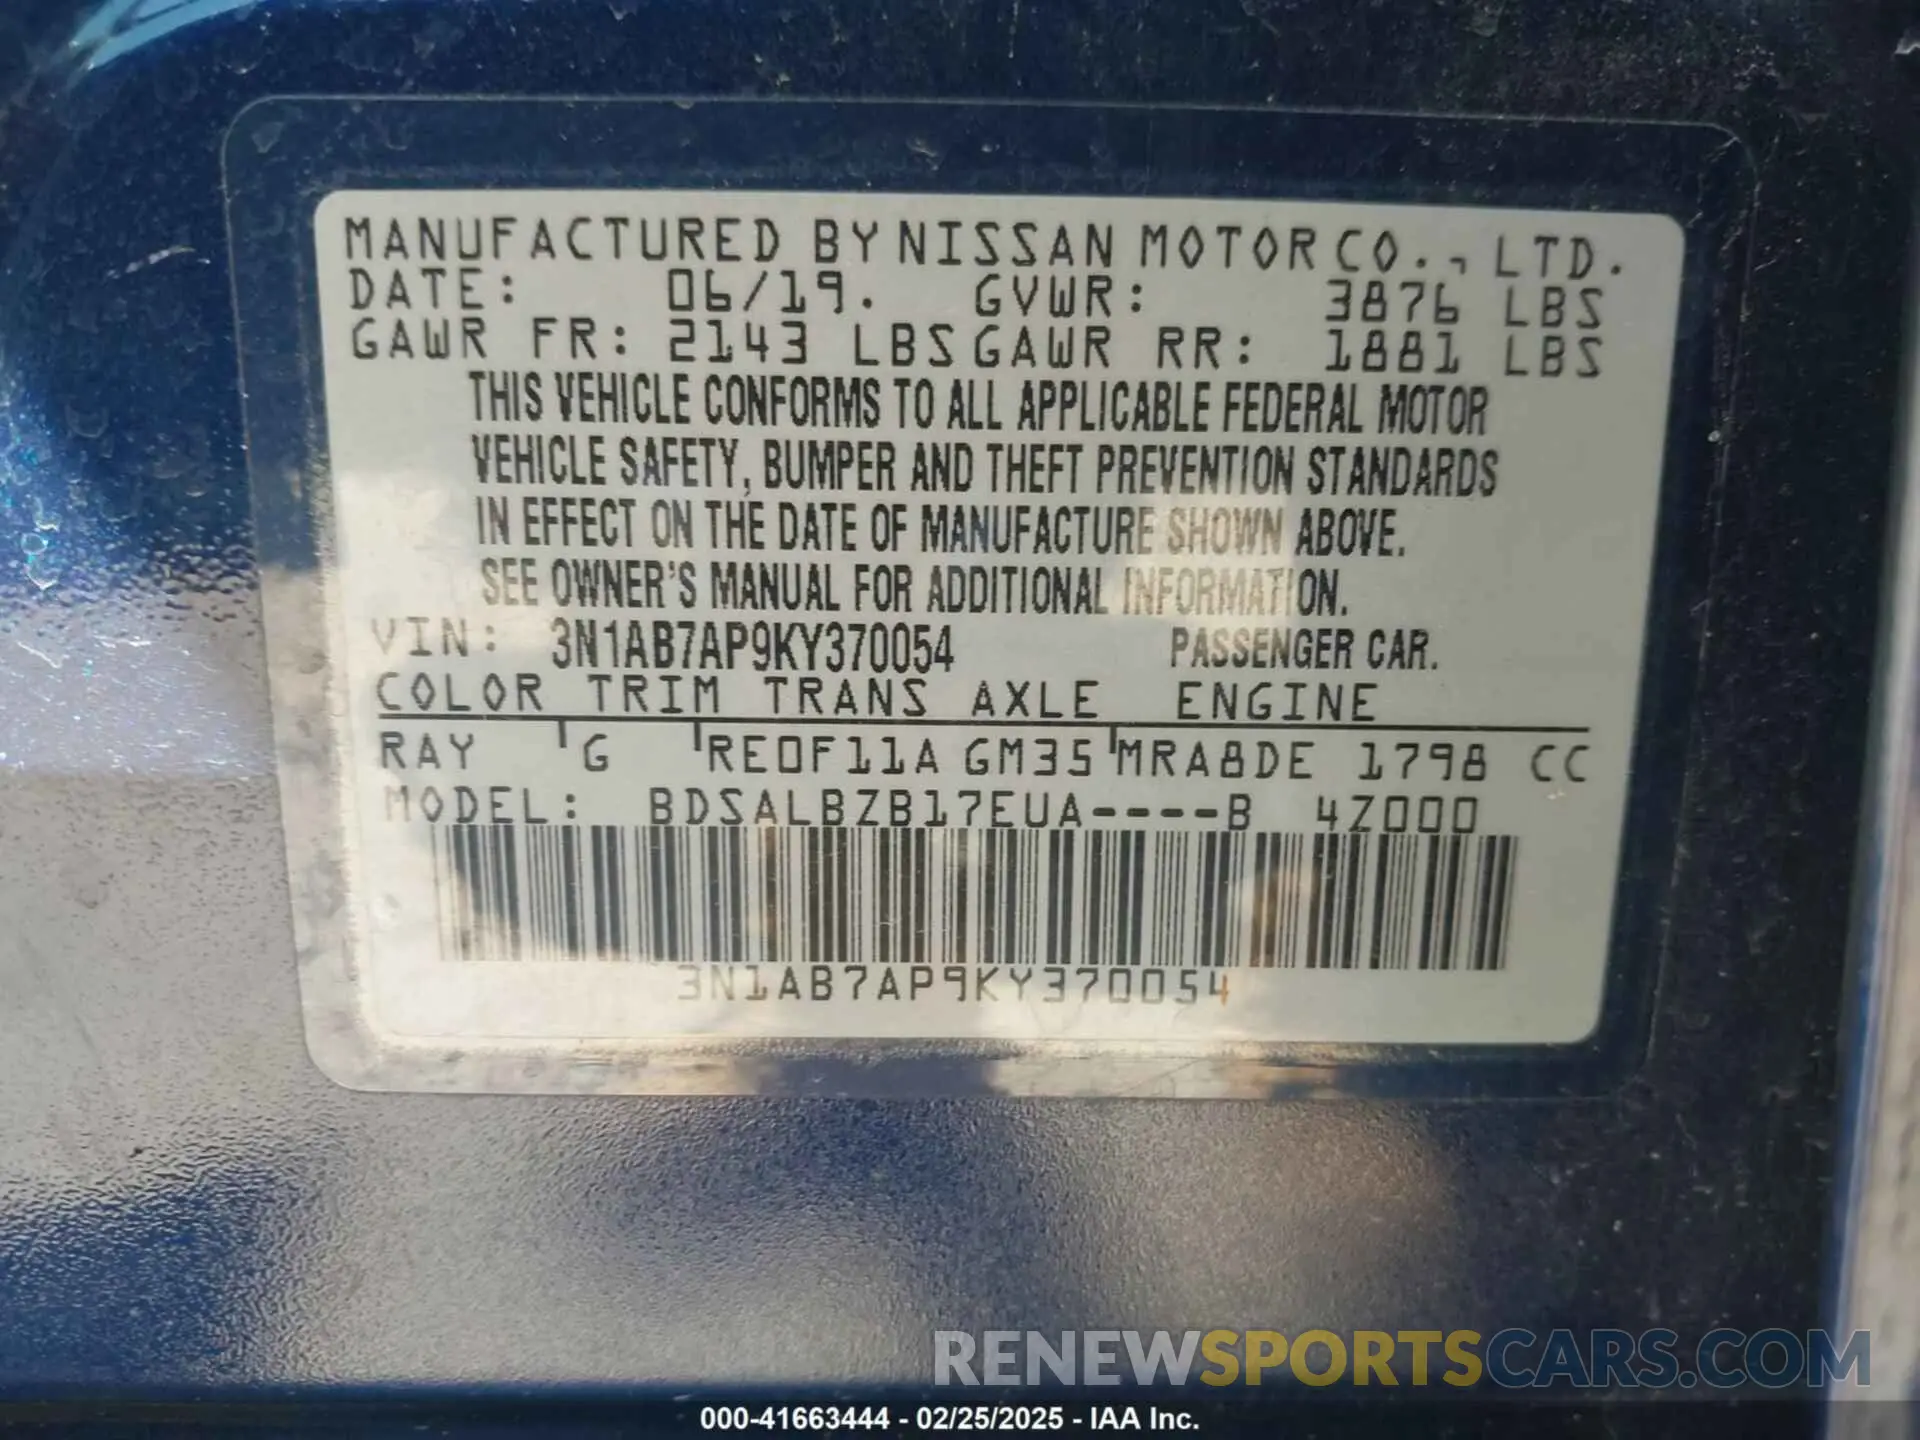 MANUFACTURED BY NISSAN MOTOR CO., LTD.
DATE: 06/19. GVWR: 3876 LBS
GAWR FR: 2143 LBS GAWR RR: 1881 LBS
THIS VEHICLE CONFORMS TO ALL APPLICABLE FEDERAL MOTOR
VEHICLE SAFETY, BUMPER AND THEFT PREVENTION STANDARDS
IN EFFECT ON THE DATE OF MANUFACTURE SHOWN ABOVE.
SEE OWNER'S MANUAL FOR ADDITIONAL INFORMATION.
VIN: 3N1AB7AP9KY370054 PASSENGER CAR.
COLOR TRIM TRANS AXLE ENGINE
RAY G RE0F11A GM35 MRA8DE 1798 CC
MODEL: BDSALBZB17EUA----B 4Z000
3N1AB7AP9KY370054
RENEWSPORTSCARS.COM
000-41663444 - 02/25/2025 - IAA Inc.